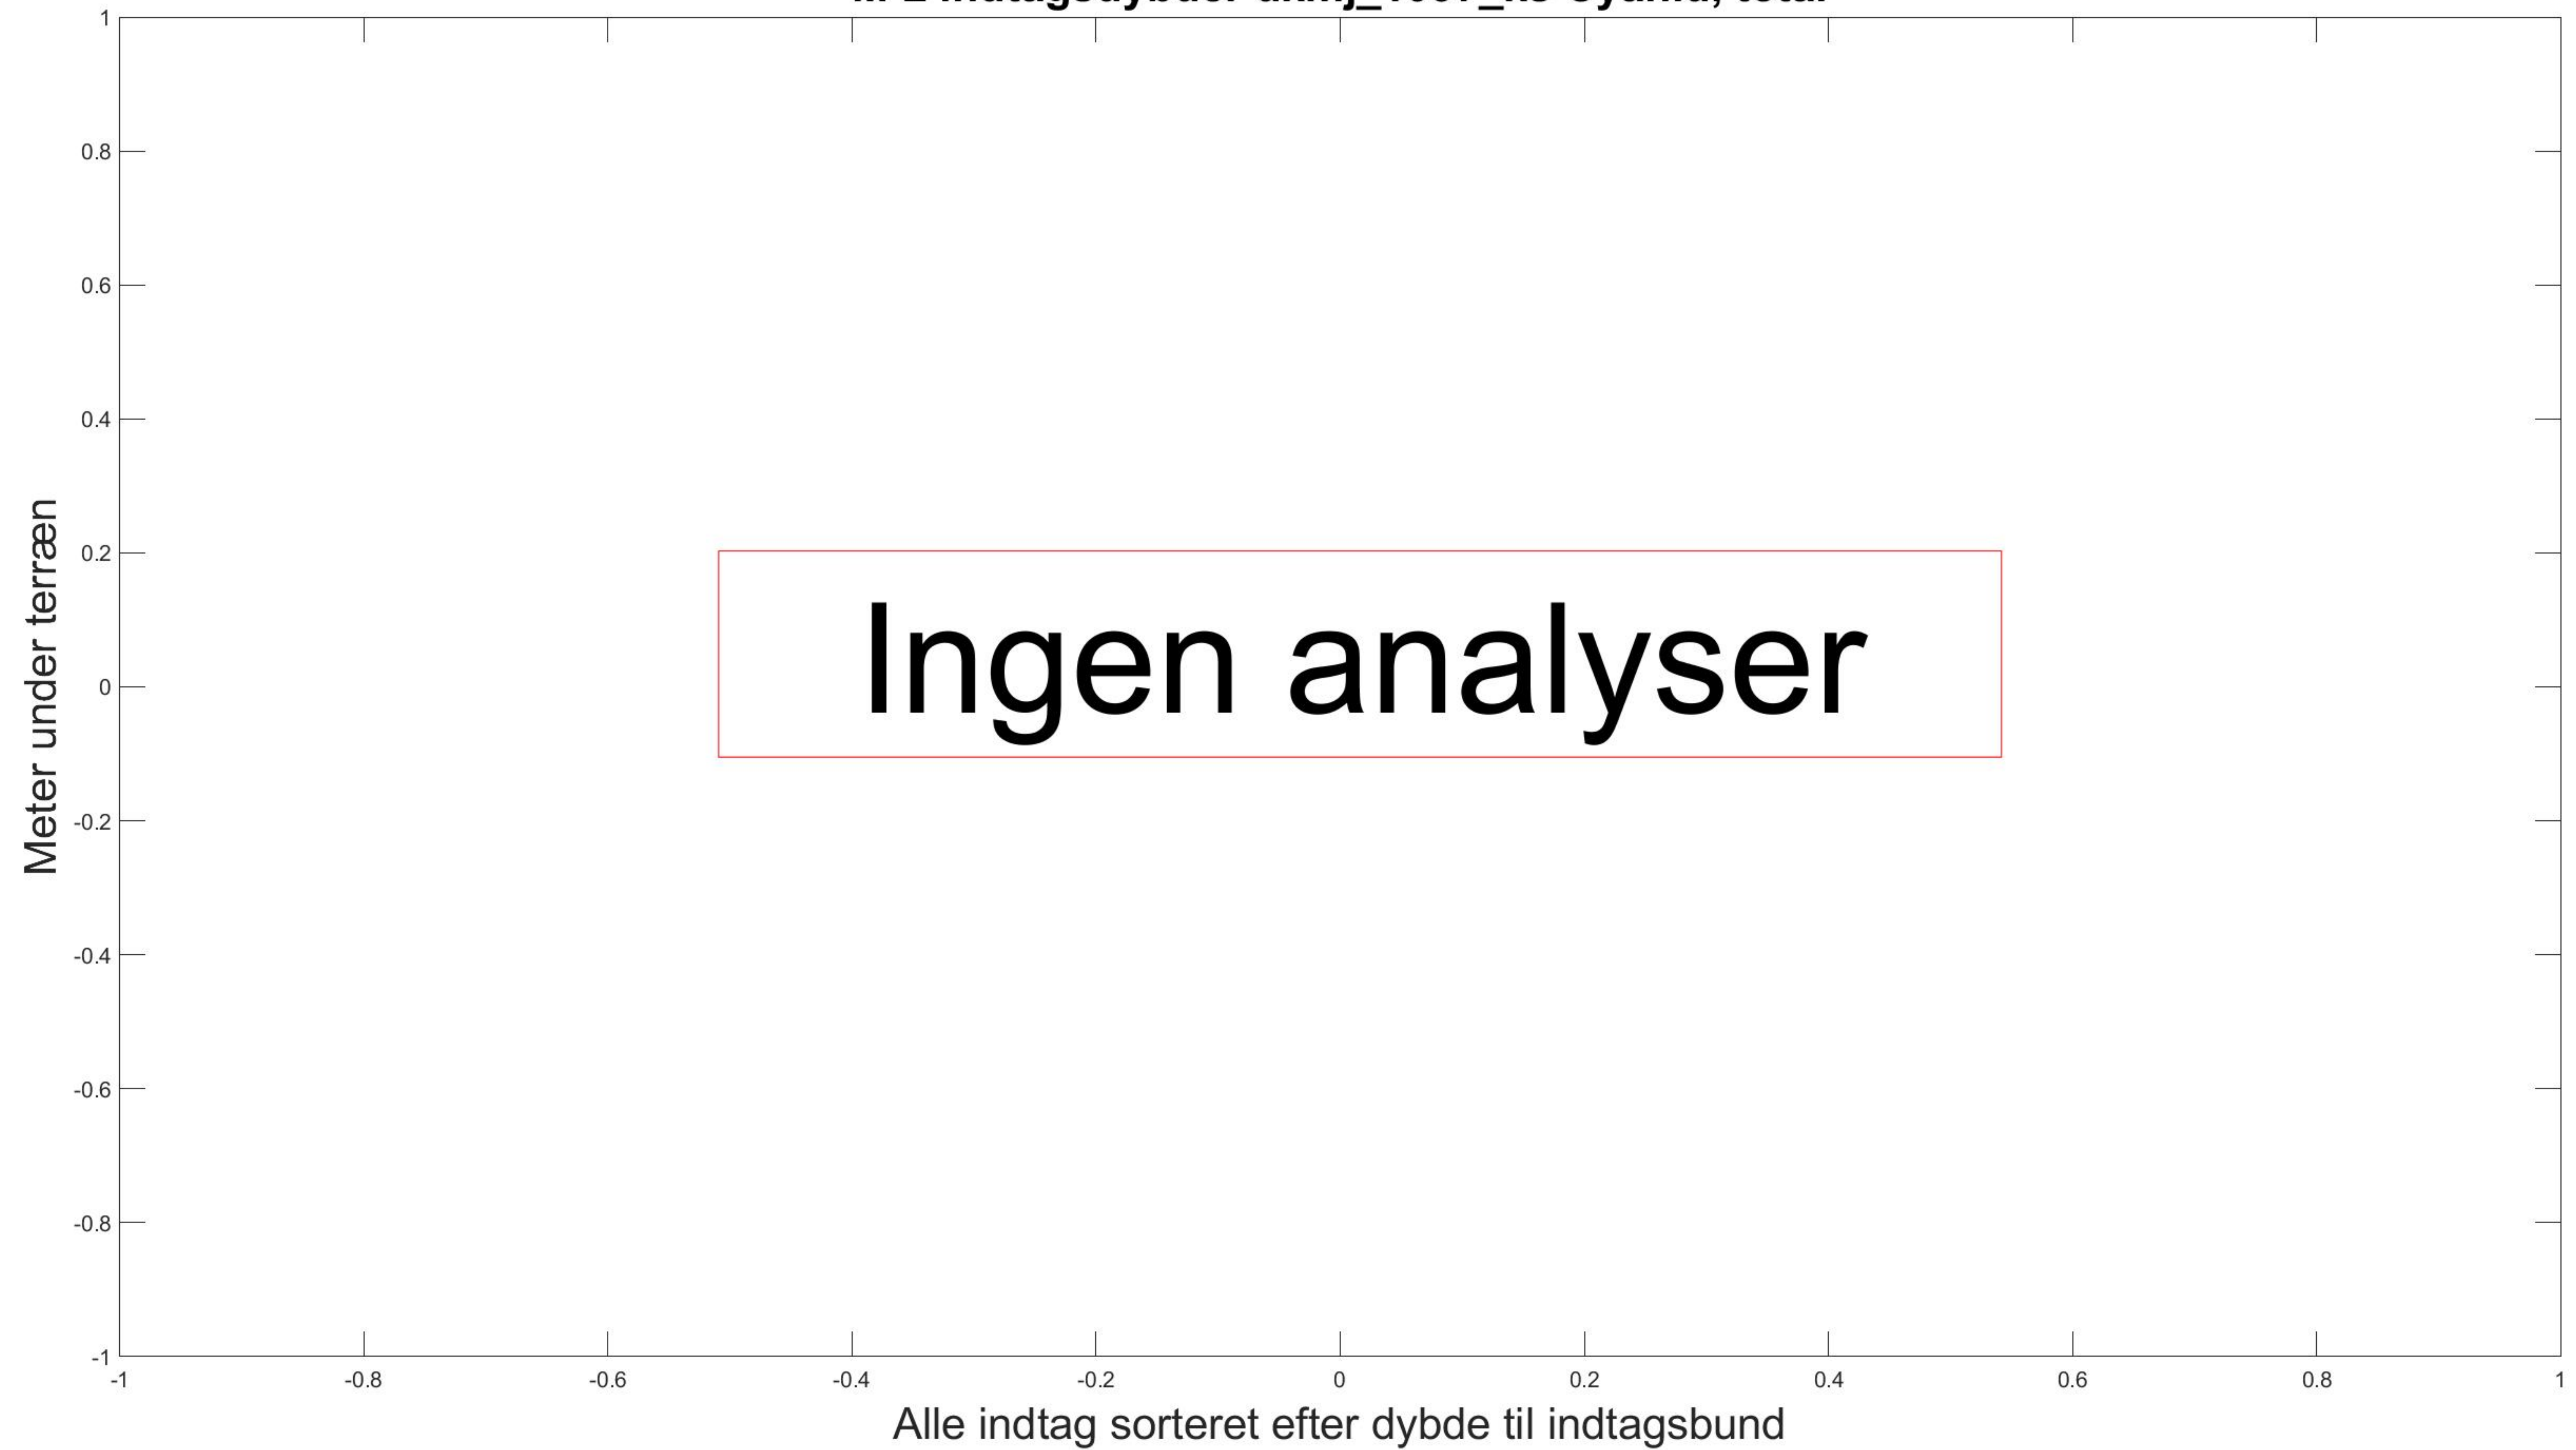 1
0.8
0.6
0.4
0.2
0
-0.2
-0.4
-0.6
-0.8
-1
Meter under terræn
Ingen analyser
-1 -0.8 -0.6 -0.4 -0.2 0 0.2 0.4 0.6 0.8 1
Alle indtag sorteret efter dybde til indtagsbund